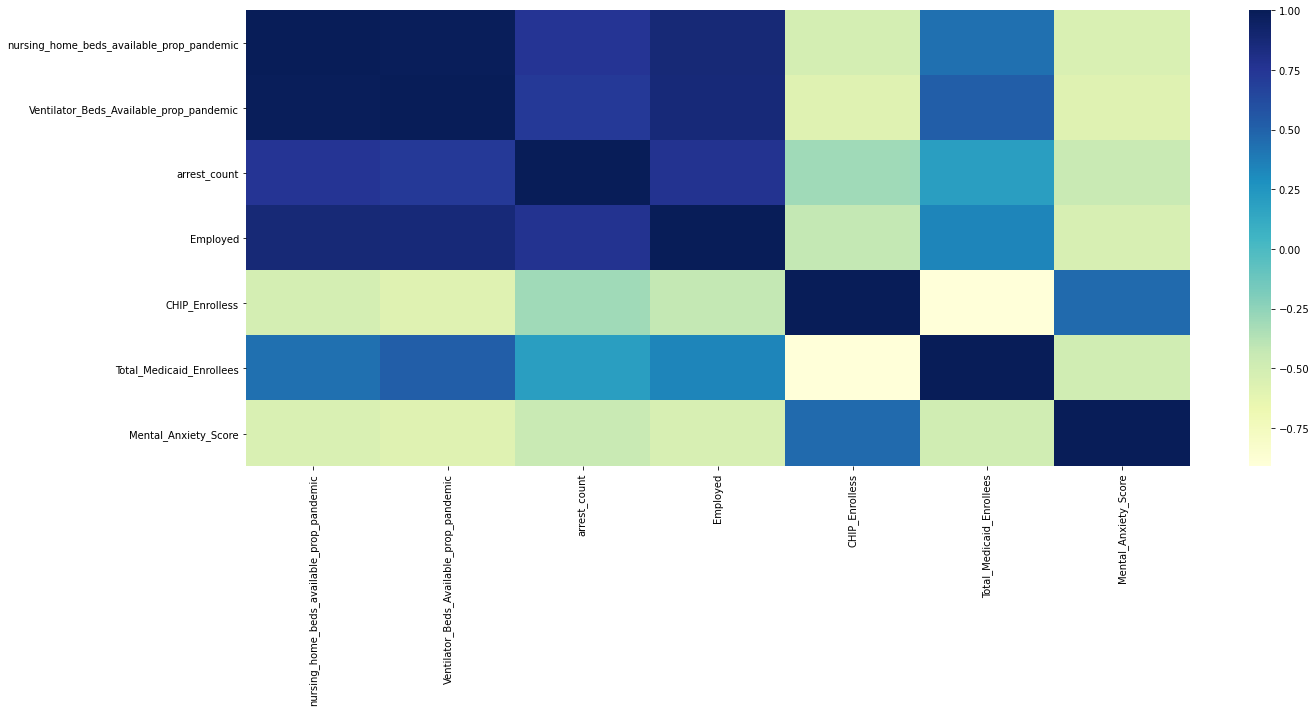 nursing_home_beds_available_prop_pandemic
Ventilator_Beds_Available_prop_pandemic
arrest_count
Employed
CHIP_Enrolless
Total_Medicaid_Enrollees
Mental_Anxiety_Score
nursing_home_beds_available_prop_pandemic
Ventilator_Beds_Available_prop_pandemic
arrest_count
Employed
CHIP_Enrolless
Total_Medicaid_Enrollees
Mental_Anxiety_Score
1.00
0.75
0.50
0.25
0.00
−0.25
−0.50
−0.75